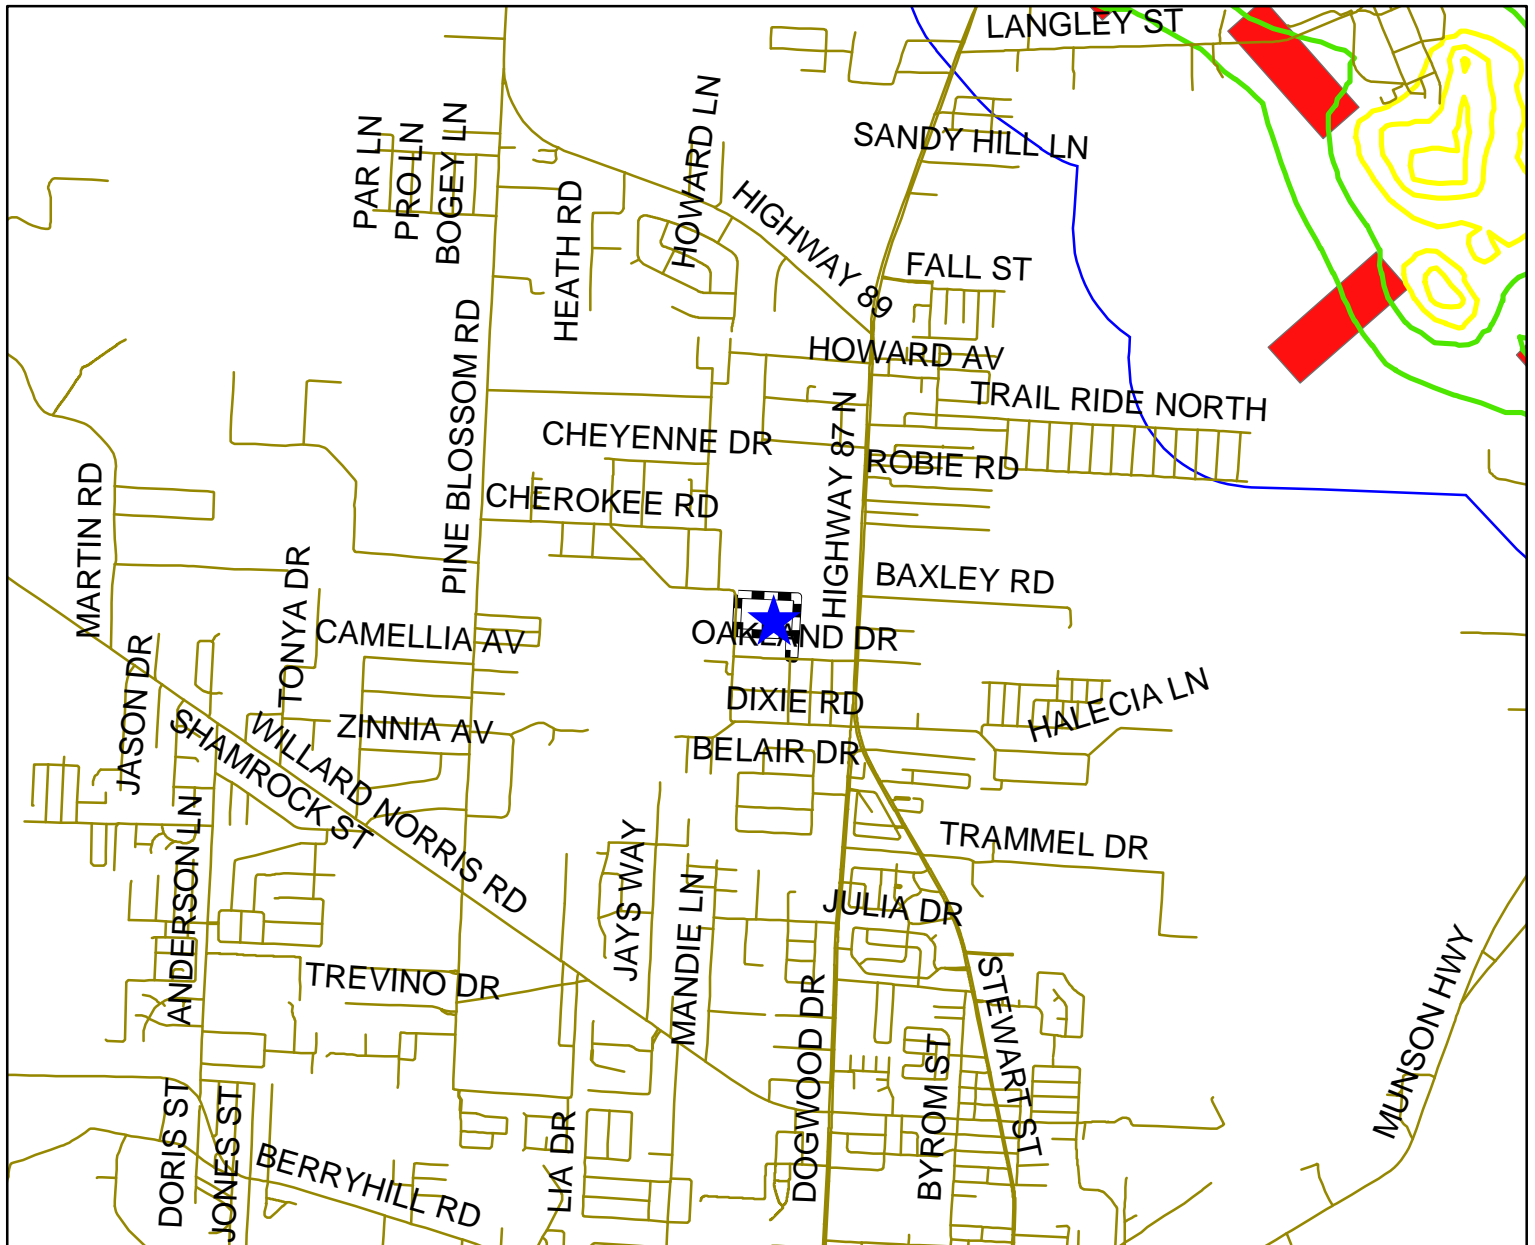 LANGLEY ST
SANDY HILL LN
PAR LN
PRO LN
BOGEY LN
HOWARD LN
HEATH RD
HIGHWAY 89
FALL ST
HOWARD AV
TRAIL RIDE NORTH
PINE BLOSSOM RD
CHEYENNE DR
HIGHWAY 87 N
ROBIE RD
CHEROKEE RD
MARTIN RD
TONYA DR
BAXLEY RD
CAMELLIA AV
OAKLAND DR
JASON DR
DIXIE RD
HALECIA LN
ZINNIA AV
WILLARD NORRIS RD
SHAMROCK ST
BELAIR DR
TRAMMEL DR
ANDERSON LN
JAYS WAY
MANDIE LN
JULIA DR
TREVINO DR
STEWART ST
MUNSON HWY
DOGWOOD DR
BYROM ST
DORIS ST
JONES ST
BERRYHILL RD
LIA DR